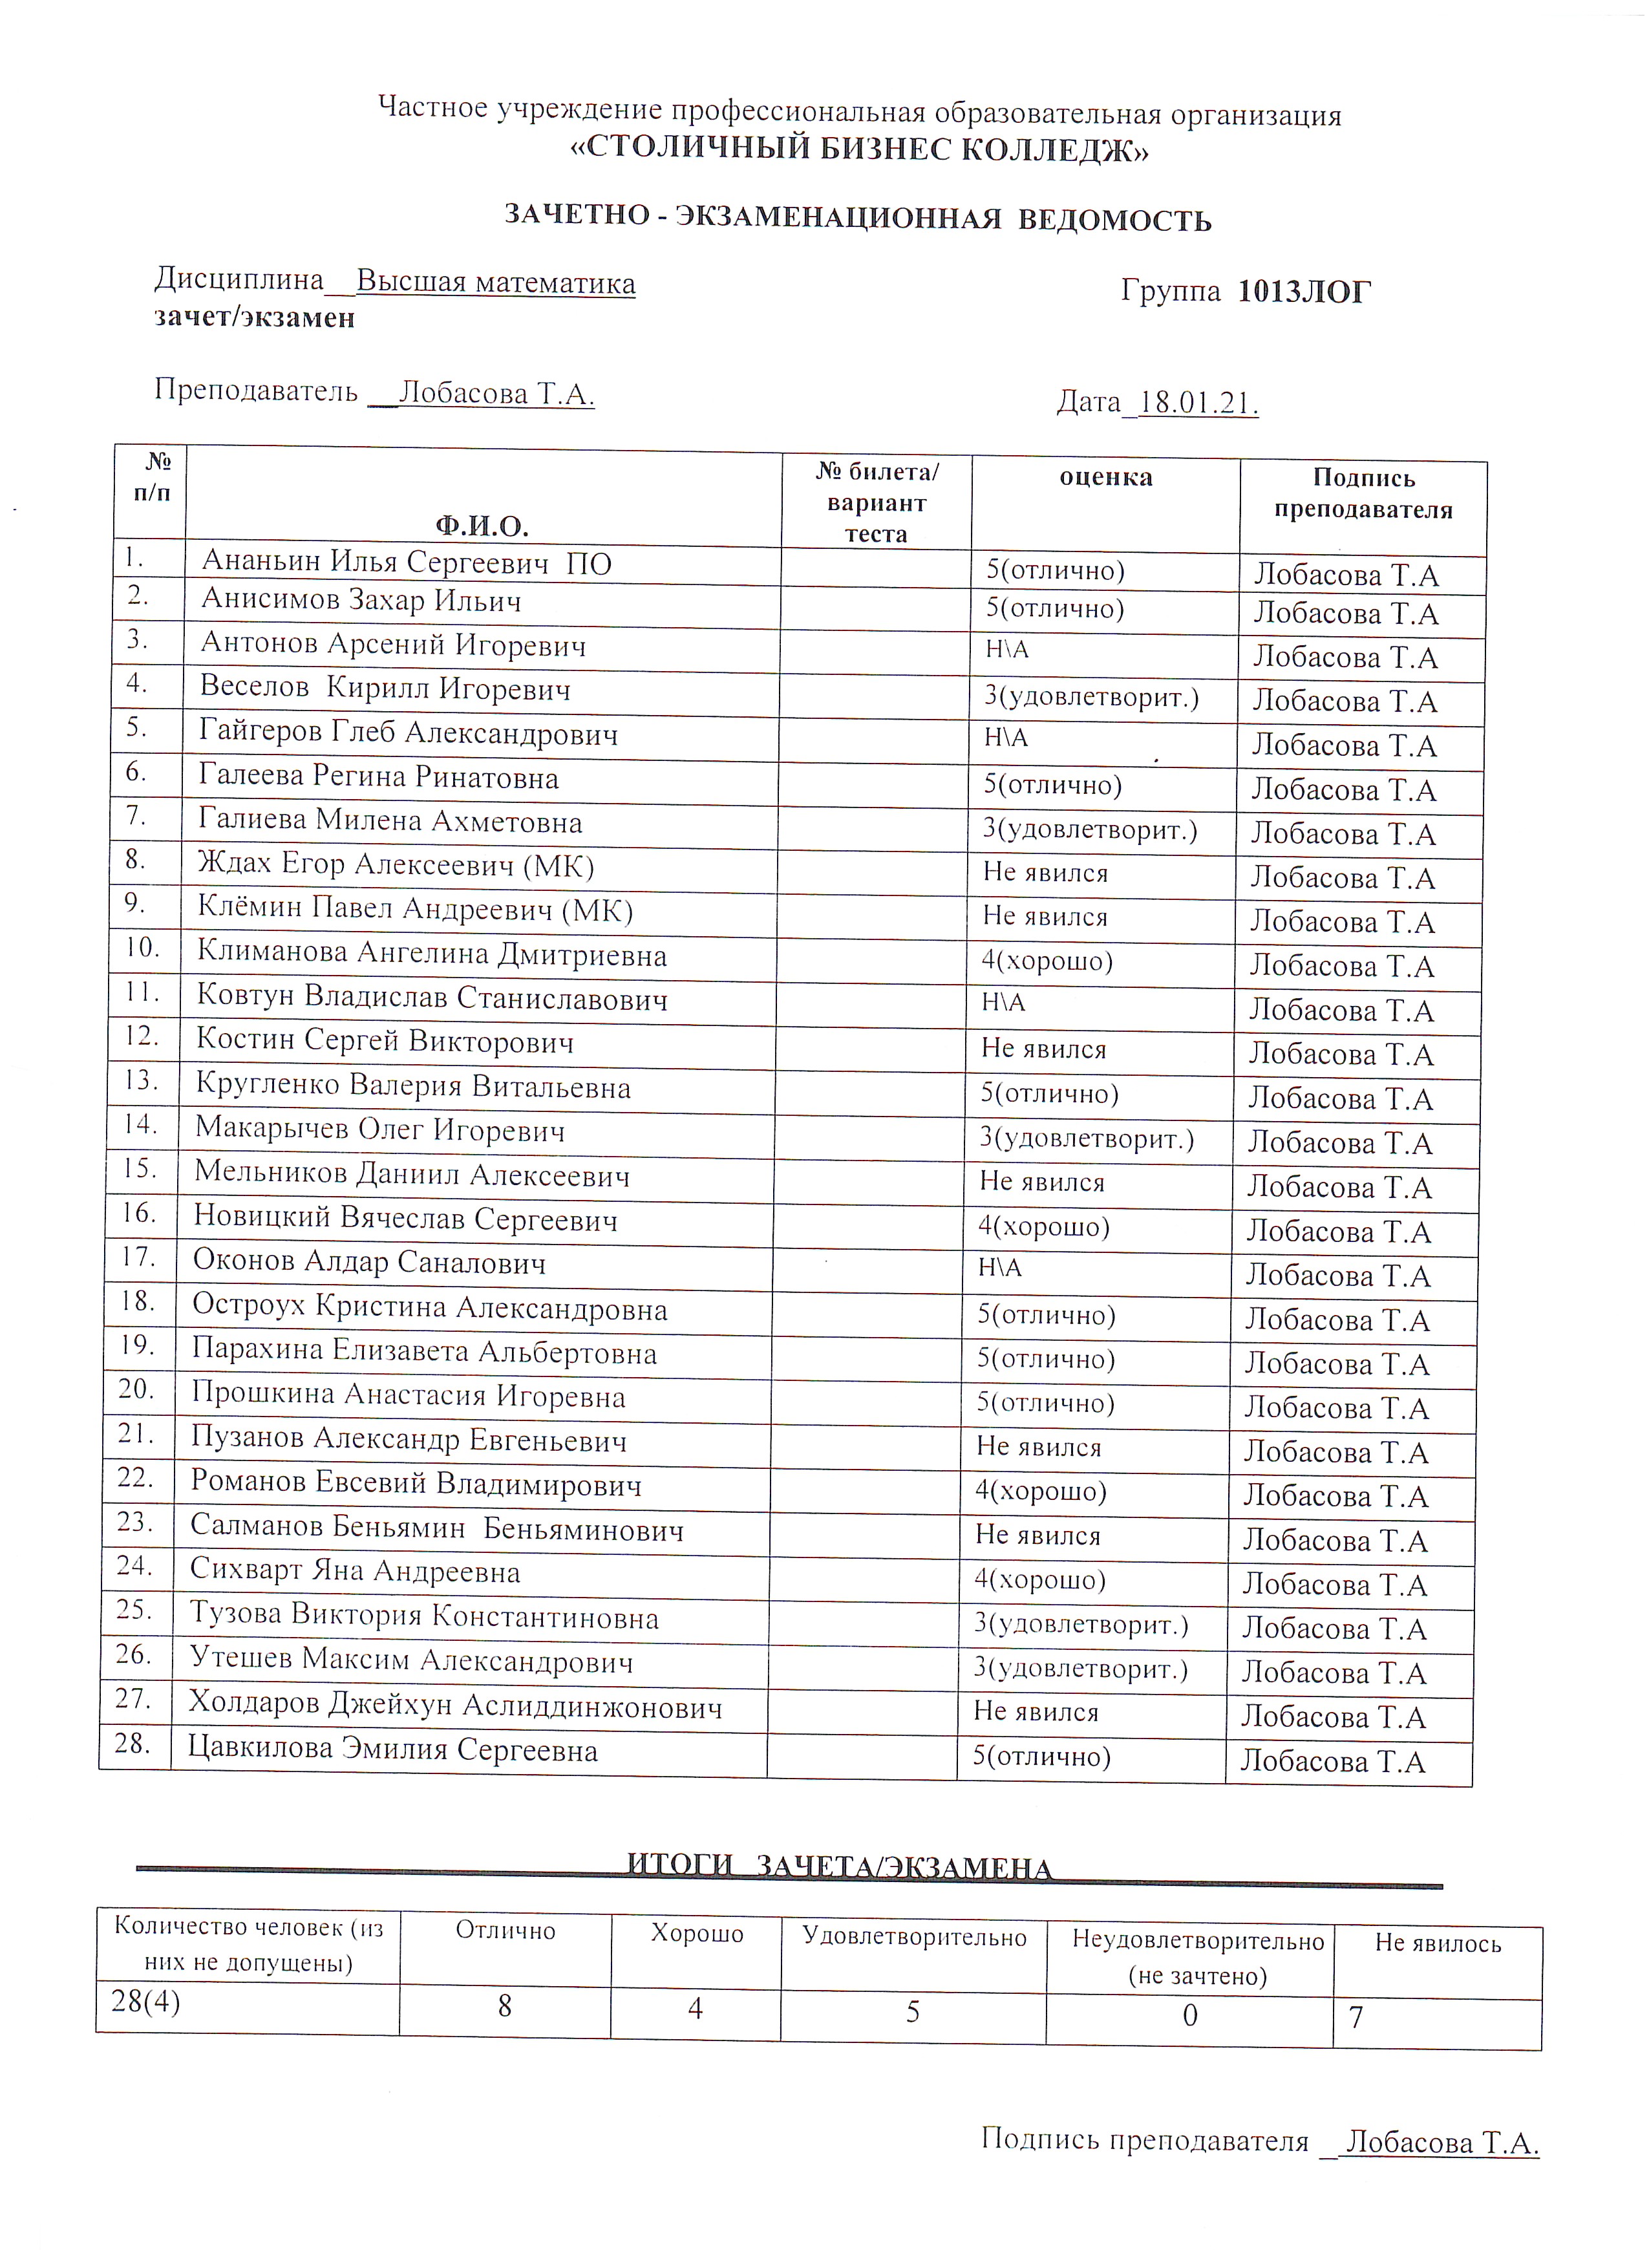 Частное учреждение профессиональная образовательная организация
«СТОЛИЧНЫЙ БИЗНЕС КОЛЛЕДЖ»
ЗАЧЕТНО - ЭКЗАМЕНАЦИОННАЯ ВЕДОМОСТЬ
Дисциплина__Высшая математика Группа 1013ЛОГ
зачет/экзамен
Преподаватель __Лобасова Т.А. Дата_18.01.21.
№ п/п Ф.И.О. № билета/ вариант теста оценка Подпись преподавателя
1. Ананьин Илья Сергеевич ПО 5(отлично) Лобасова Т.А
2. Анисимов Захар Ильич 5(отлично) Лобасова Т.А
3. Антонов Арсений Игоревич Н\А Лобасова Т.А
4. Веселов Кирилл Игоревич 3(удовлетворит.) Лобасова Т.А
5. Гайгеров Глеб Александрович Н\А Лобасова Т.А
6. Галеева Регина Ринатовна 5(отлично) Лобасова Т.А
7. Галиева Милена Ахметовна 3(удовлетворит.) Лобасова Т.А
8. Ждах Егор Алексеевич (МК) Не явился Лобасова Т.А
9. Клёмин Павел Андреевич (МК) Не явился Лобасова Т.А
10. Климанова Ангелина Дмитриевна 4(хорошо) Лобасова Т.А
11. Ковтун Владислав Станиславович Н\А Лобасова Т.А
12. Костин Сергей Викторович Не явился Лобасова Т.А
13. Кругленко Валерия Витальевна 5(отлично) Лобасова Т.А
14. Макарычев Олег Игоревич 3(удовлетворит.) Лобасова Т.А
15. Мельников Даниил Алексеевич Не явился Лобасова Т.А
16. Новицкий Вячеслав Сергеевич 4(хорошо) Лобасова Т.А
17. Оконов Алдар Саналович Н\А Лобасова Т.А
18. Остроух Кристина Александровна 5(отлично) Лобасова Т.А
19. Парахина Елизавета Альбертовна 5(отлично) Лобасова Т.А
20. Прошкина Анастасия Игоревна 5(отлично) Лобасова Т.А
21. Пузанов Александр Евгеньевич Не явился Лобасова Т.А
22. Романов Евсевий Владимирович 4(хорошо) Лобасова Т.А
23. Салманов Беньямин Беньяминович Не явился Лобасова Т.А
24. Сихварт Яна Андреевна 4(хорошо) Лобасова Т.А
25. Тузова Виктория Константиновна 3(удовлетворит.) Лобасова Т.А
26. Утешев Максим Александрович 3(удовлетворит.) Лобасова Т.А
27. Холдаров Джейхун Аслиддинжонович Не явился Лобасова Т.А
28. Цавкилова Эмилия Сергеевна 5(отлично) Лобасова Т.А
ИТОГИ ЗАЧЕТА/ЭКЗАМЕНА
Количество человек (из них не допущены) Отлично Хорошо Удовлетворительно Неудовлетворительно (не зачтено) Не явилось
28(4) 8 4 5 0 7
Подпись преподавателя _ Лобасова Т.А.